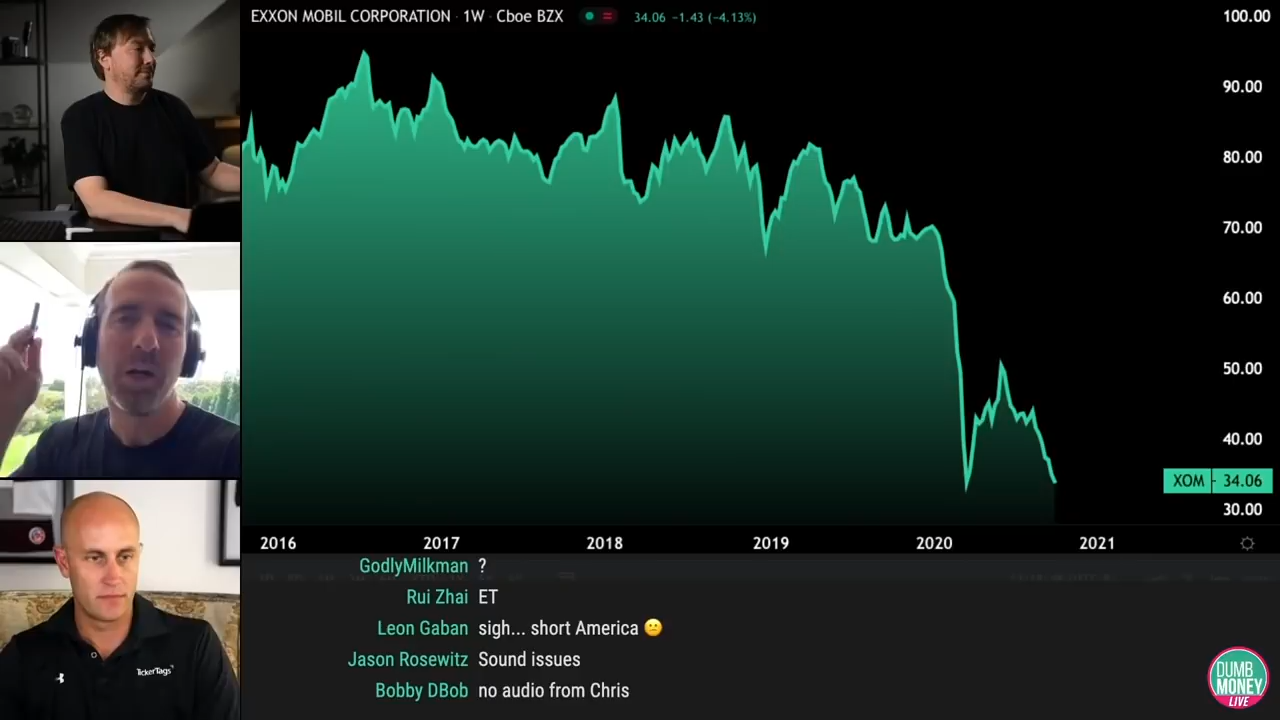 EXXON MOBIL CORPORATION · 1W · Cboe BZX 34.06 −1.43 (−4.13%)
100.00
90.00
80.00
70.00
60.00
50.00
40.00
XOM 34.06
30.00
2016 2017 2018 2019 2020 2021
GodlyMilkman ?
Rui Zhai ET
Leon Gaban sigh... short America 😕
Jason Rosewitz Sound issues
Bobby DBob no audio from Chris
TickerTags
DUMB
MONEY
LIVE